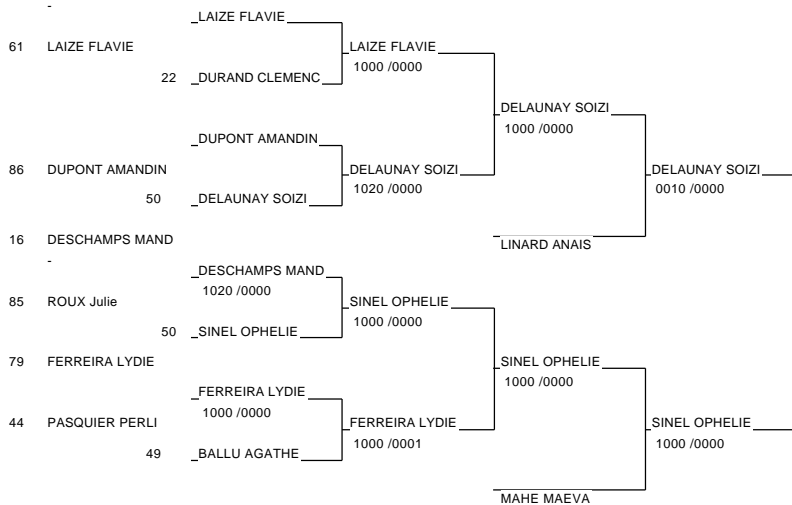 -
LAIZE FLAVIE
61 LAIZE FLAVIE LAIZE FLAVIE
1000 /0000
22 DURAND CLEMENC
DELAUNAY SOIZI
1000 /0000
DUPONT AMANDIN
86 DUPONT AMANDIN DELAUNAY SOIZI DELAUNAY SOIZI
1020 /0000 0010 /0000
50 DELAUNAY SOIZI
16 DESCHAMPS MAND LINARD ANAIS
-
DESCHAMPS MAND
1020 /0000
85 ROUX Julie SINEL OPHELIE
1000 /0000
50 SINEL OPHELIE
79 FERREIRA LYDIE SINEL OPHELIE
1000 /0000
FERREIRA LYDIE
1000 /0000
44 PASQUIER PERLI FERREIRA LYDIE SINEL OPHELIE
1000 /0001 1000 /0000
49 BALLU AGATHE
MAHE MAEVA